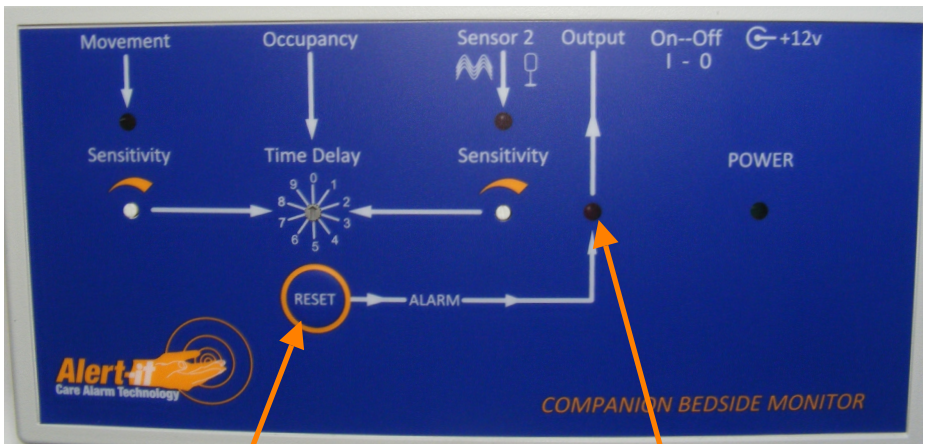 Movement
Occupancy
Sensor 2
Output
On--Off
I - 0
+12v
Sensitivity
Time Delay
Sensitivity
POWER
0
1
2
3
4
5
6
7
8
9
RESET
ALARM
Alert-it
Care Alarm Technology
COMPANION BEDSIDE MONITOR